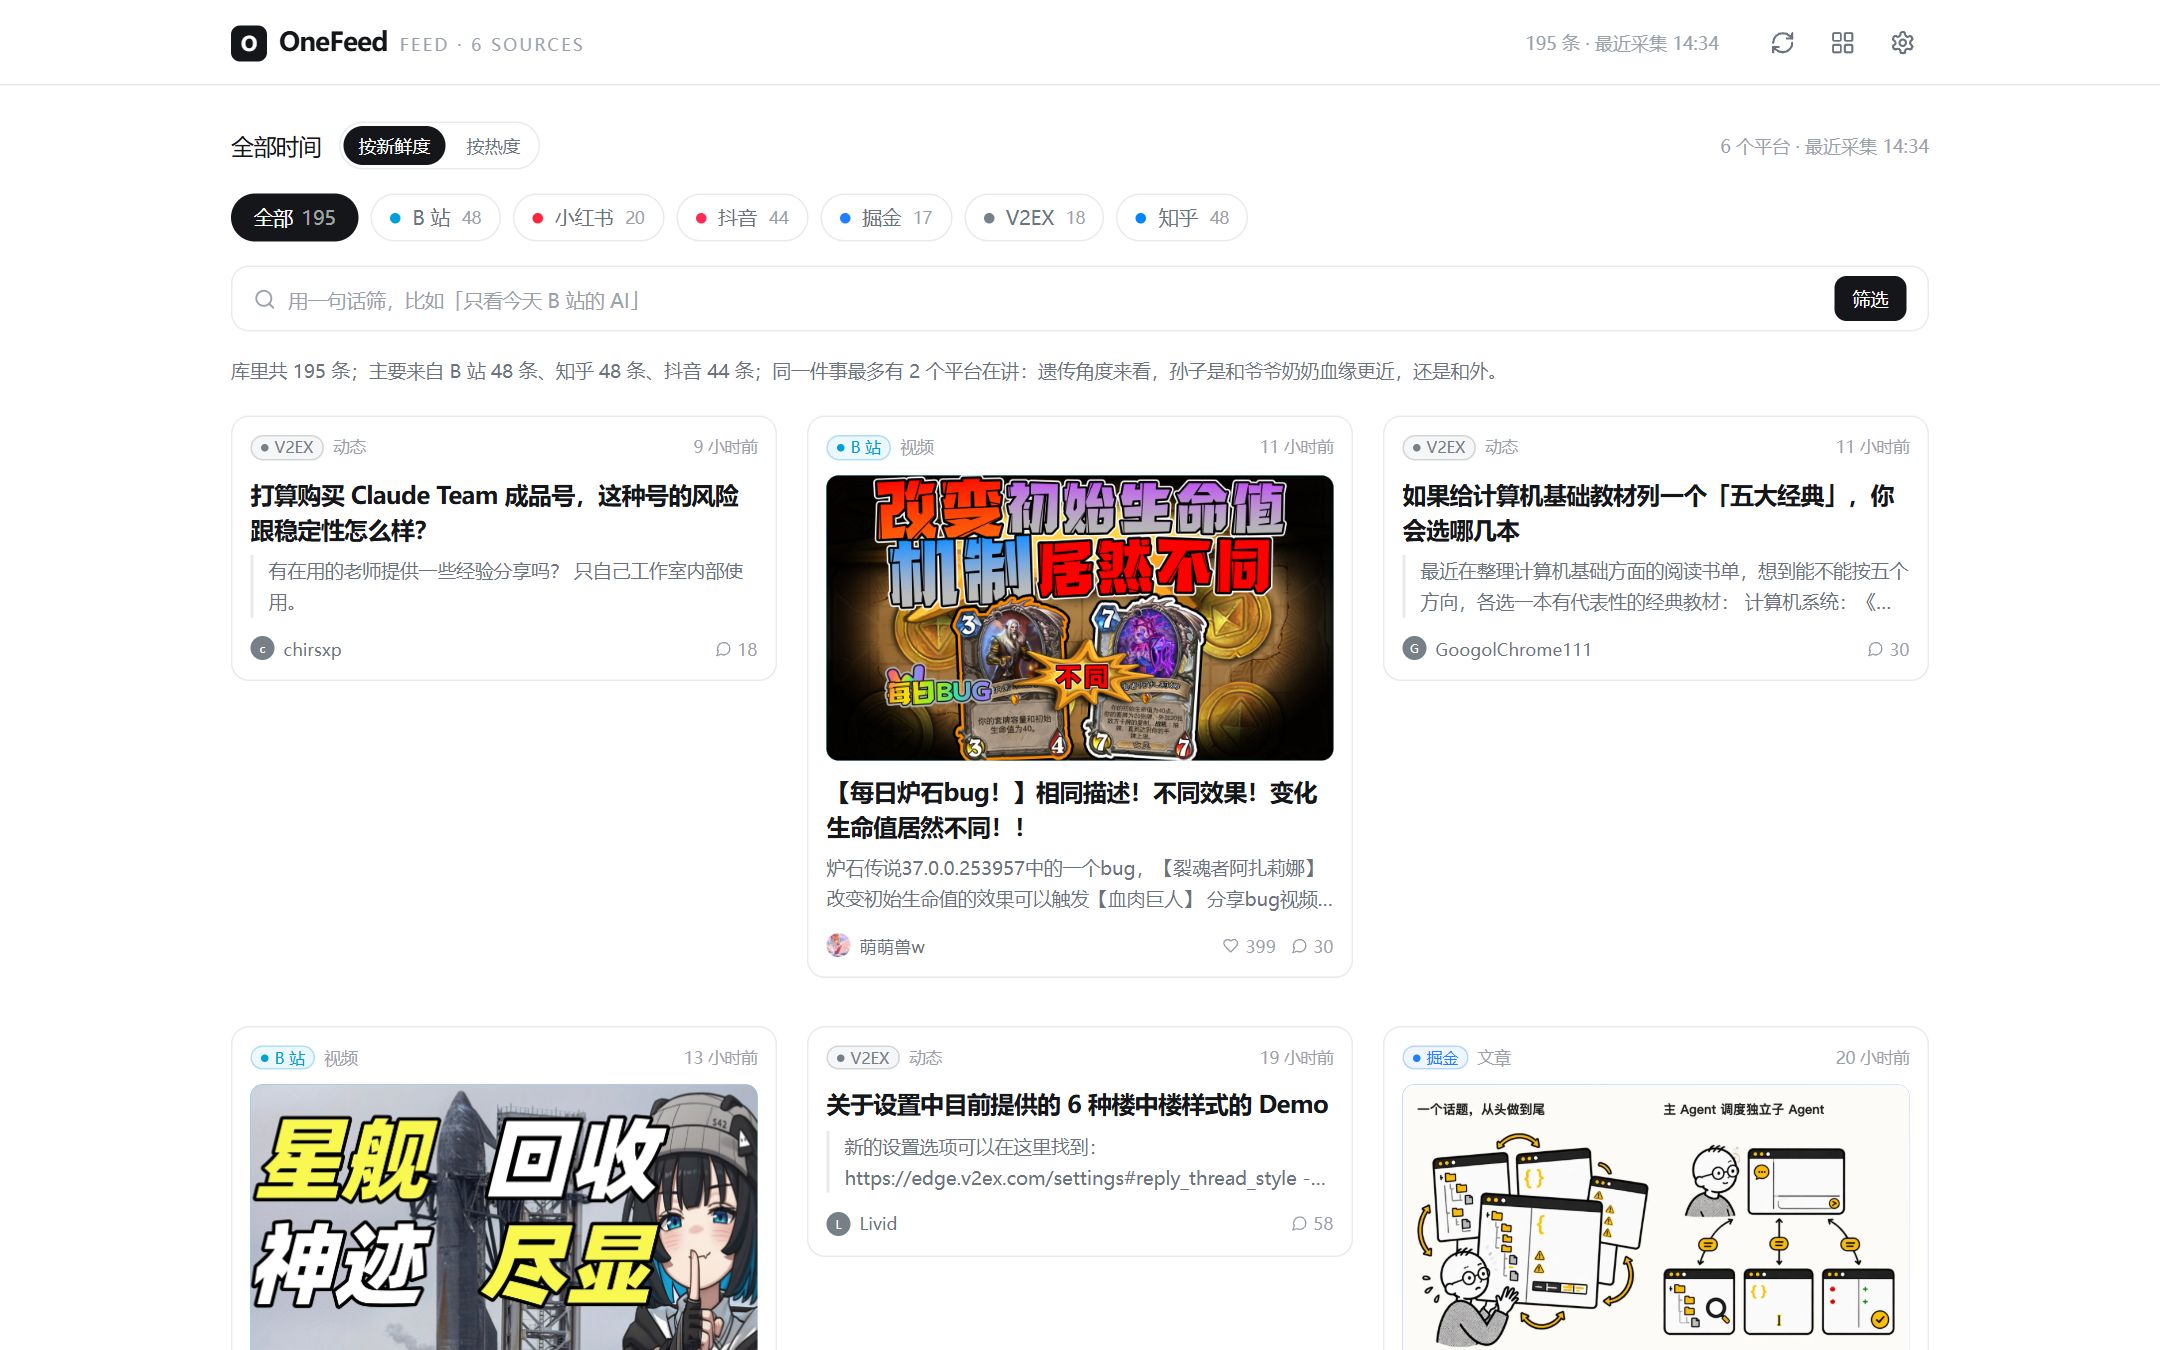 O OneFeed FEED · 6 SOURCES
195 条 · 最近采集 14:34
全部时间 按新鲜度 按热度
6 个平台 · 最近采集 14:34
全部 195 B 站 48 小红书 20 抖音 44 掘金 17 V2EX 18 知乎 48
用一句话筛，比如「只看今天 B 站的 AI」
筛选
库里共 195 条；主要来自 B 站 48 条、知乎 48 条、抖音 44 条；同一件事最多有 2 个平台在讲：遗传角度来看，孙子是和爷爷奶奶血缘更近，还是和外。
V2EX 动态 9 小时前
打算购买 Claude Team 成品号，这种号的风险
跟稳定性怎么样？
有在用的老师提供一些经验分享吗？ 只自己工作室内部使
用。
c chirsxp 18
B 站 视频 11 小时前
改变初始生命值
机制居然不同
3 7
每日BUG
不同
你的套牌容量和初始
生命值为40。
3 4 7 7
【每日炉石bug！】相同描述！不同效果！变化
生命值居然不同！！
炉石传说37.0.0.253957中的一个bug，【裂魂者阿扎莉娜】
改变初始生命值的效果可以触发【血肉巨人】 分享bug视频...
萌萌兽w 399 30
V2EX 动态 11 小时前
如果给计算机基础教材列一个「五大经典」，你
会选哪几本
最近在整理计算机基础方面的阅读书单，想到能不能按五个
方向，各选一本有代表性的经典教材： 计算机系统：《...
G GoogolChrome111 30
B 站 视频 13 小时前
S42
星舰 回收
神迹 尽显
V2EX 动态 19 小时前
关于设置中目前提供的 6 种楼中楼样式的 Demo
新的设置选项可以在这里找到：
https://edge.v2ex.com/settings#reply_thread_style -...
L Livid 58
掘金 文章 20 小时前
一个话题，从头做到尾
主 Agent 调度独立子 Agent